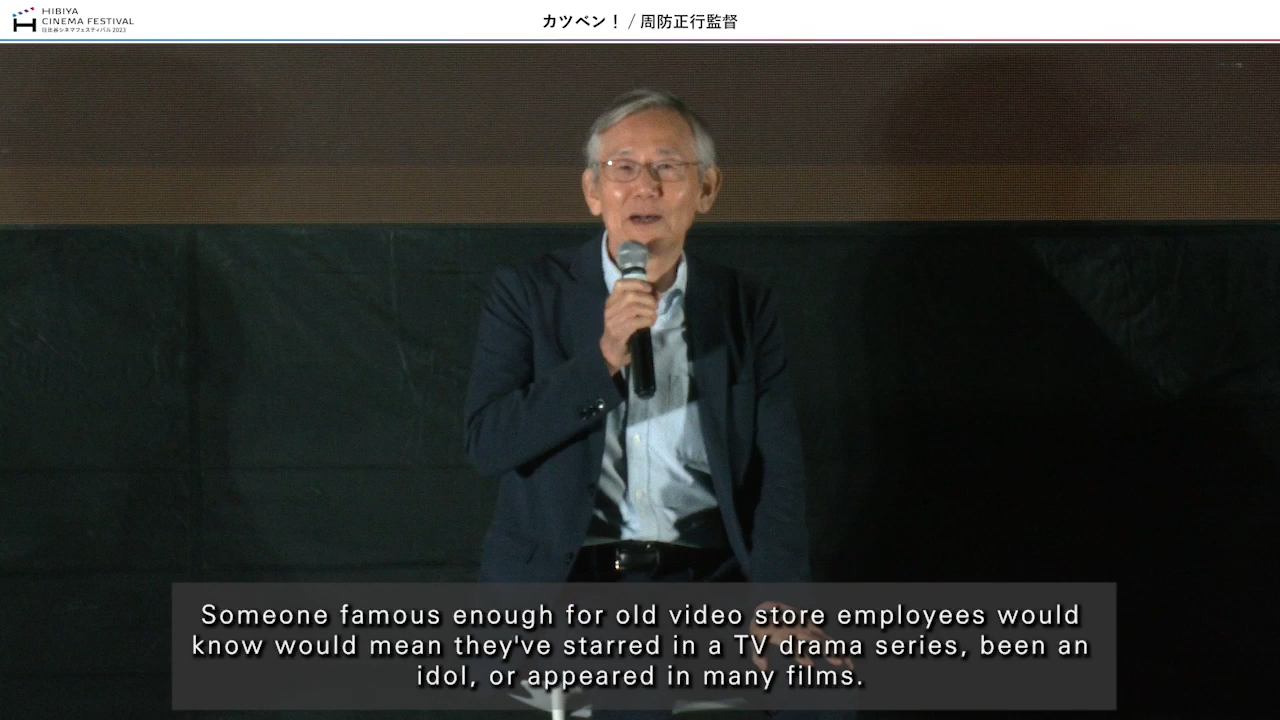 HIBIYA
CINEMA FESTIVAL
日比谷シネマフェスティバル2023
カツベン！ / 周防正行監督
Someone famous enough for old video store employees would
know would mean they've starred in a TV drama series, been an
idol, or appeared in many films.